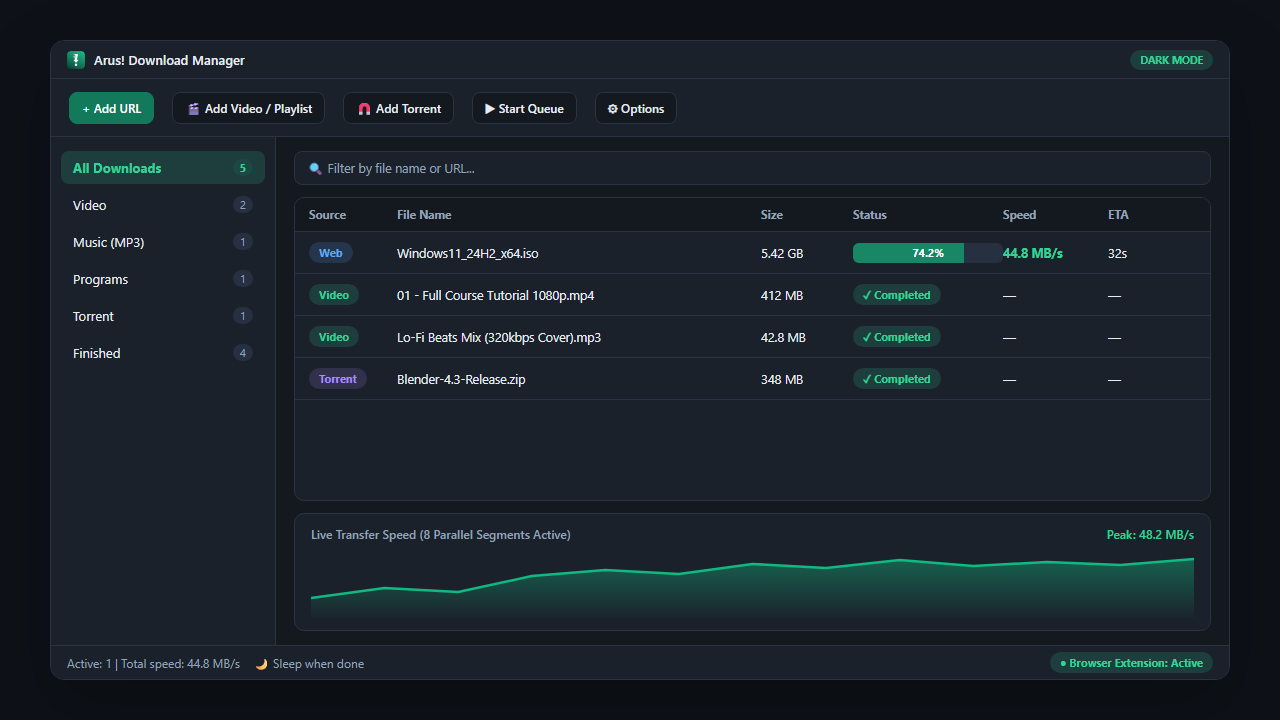 Arus! Download Manager
DARK MODE
+ Add URL
Add Video / Playlist
Add Torrent
▶ Start Queue
⚙ Options
All Downloads 5
Video 2
Music (MP3) 1
Programs 1
Torrent 1
Finished 4
Filter by file name or URL...
Source File Name Size Status Speed ETA
Web Windows11_24H2_x64.iso 5.42 GB 74.2% 44.8 MB/s 32s
Video 01 - Full Course Tutorial 1080p.mp4 412 MB ✓ Completed — —
Video Lo-Fi Beats Mix (320kbps Cover).mp3 42.8 MB ✓ Completed — —
Torrent Blender-4.3-Release.zip 348 MB ✓ Completed — —
Live Transfer Speed (8 Parallel Segments Active) Peak: 48.2 MB/s
Active: 1 | Total speed: 44.8 MB/s 🌙 Sleep when done ● Browser Extension: Active